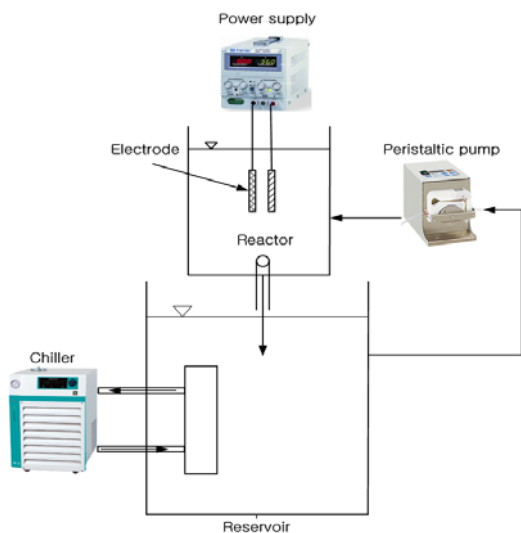 Power supply
Electrode
Peristaltic pump
Reactor
Chiller
Reservoir